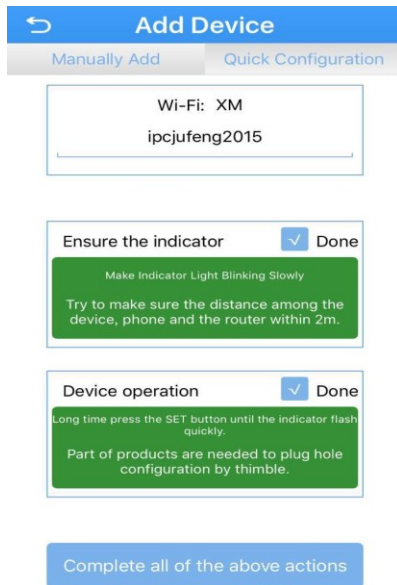 Add Device
Manually Add
Quick Configuration
Wi-Fi: XM
ipcjufeng2015
Ensure the indicator
√ Done
Make Indicator Light Blinking Slowly
Try to make sure the distance among the
device, phone and the router within 2m.
Device operation
√ Done
Long time press the SET button until the indicator flash
quickly.
Part of products are needed to plug hole
configuration by thimble.
Complete all of the above actions